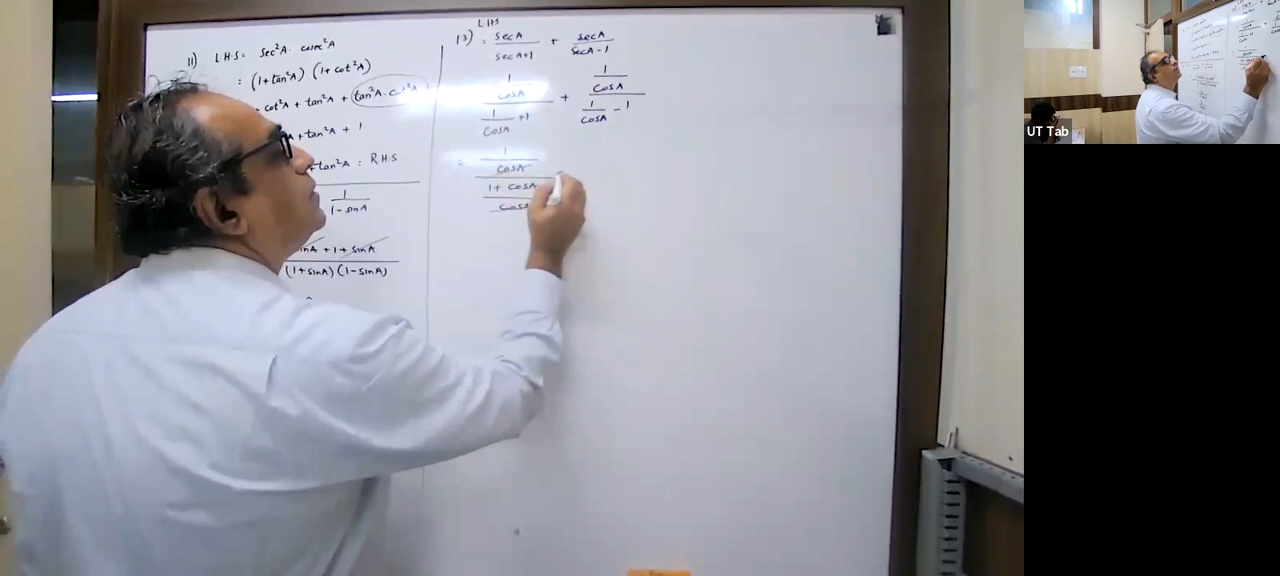 11) L.H.S = sec²A . cosec²A
= (1+tan²A) (1+cot²A)
cot²A + tan²A + tan²A . cot²A
+ tan²A + 1
+ tan²A = R.H.S
1
1-sinA
+ 1 + sinA
(1+sinA) (1-sinA)
LHS
13) = secA + secA
secA+1 secA-1
1 1
cosA + cosA
1 +1 1 -1
cosA cosA
= 1
cosA
1 + cosA
UT Tab